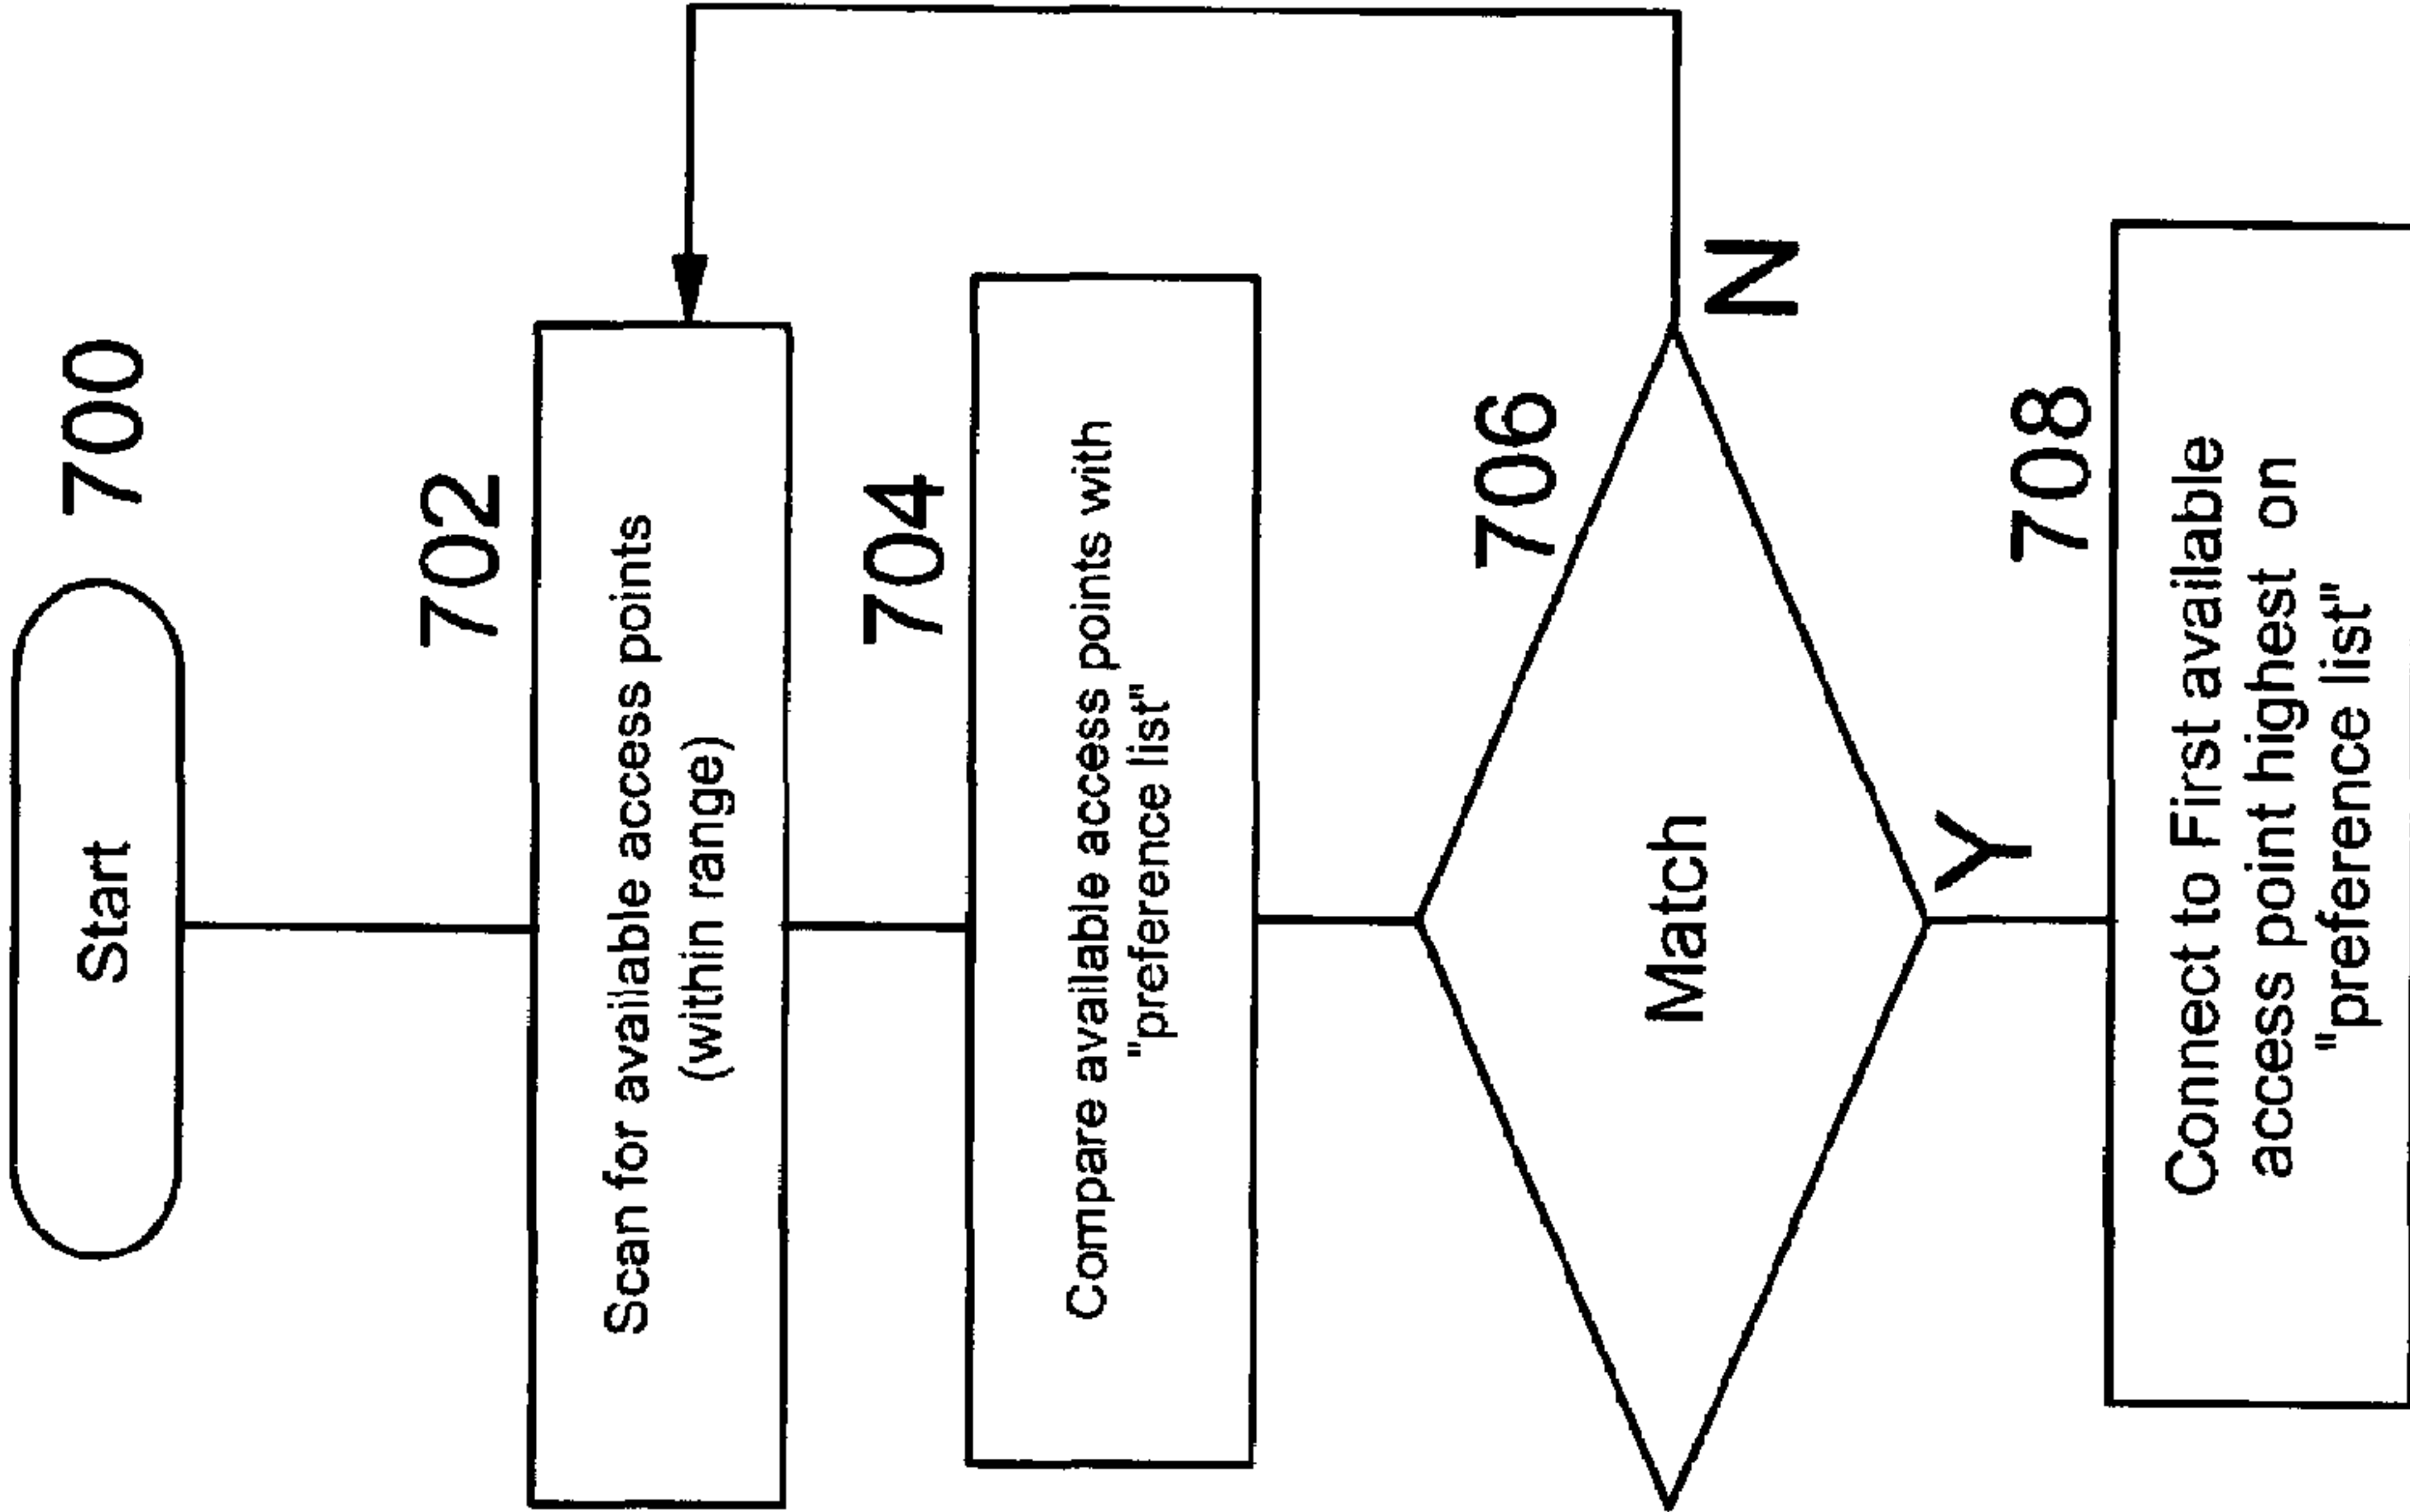 Start
700
702
Scan for available access points
(within range)
704
Compare available access points with
"preference list"
706
Match
N
Y
708
Connect to First available
access point highest on
"preference list"